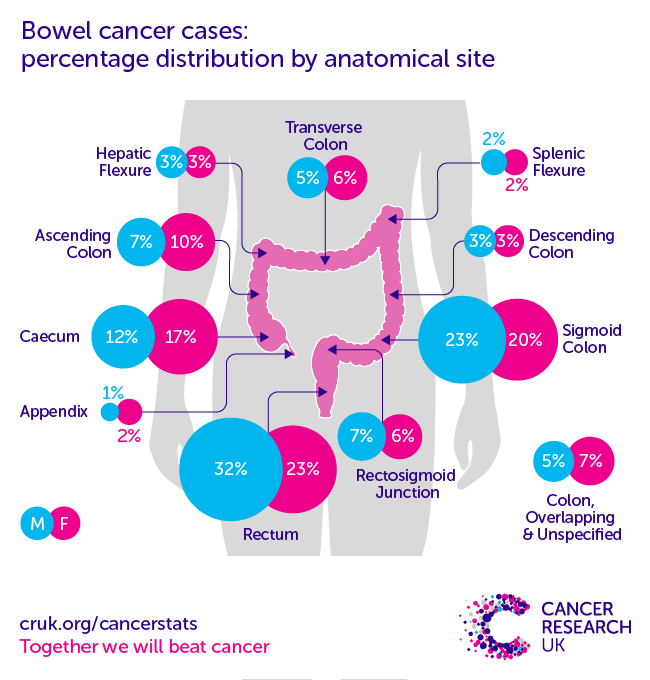 Bowel cancer cases:
percentage distribution by anatomical site
Transverse
Colon
5% 6%
Hepatic
Flexure
3% 3%
2%
2%
Splenic
Flexure
Ascending
Colon
7% 10%
3% 3%
Descending
Colon
Caecum
12% 17%
23% 20%
Sigmoid
Colon
Appendix
1%
2%
32% 23%
Rectum
7% 6%
Rectosigmoid
Junction
5% 7%
Colon,
Overlapping
& Unspecified
M F
cruk.org/cancerstats
Together we will beat cancer
CANCER
RESEARCH
UK